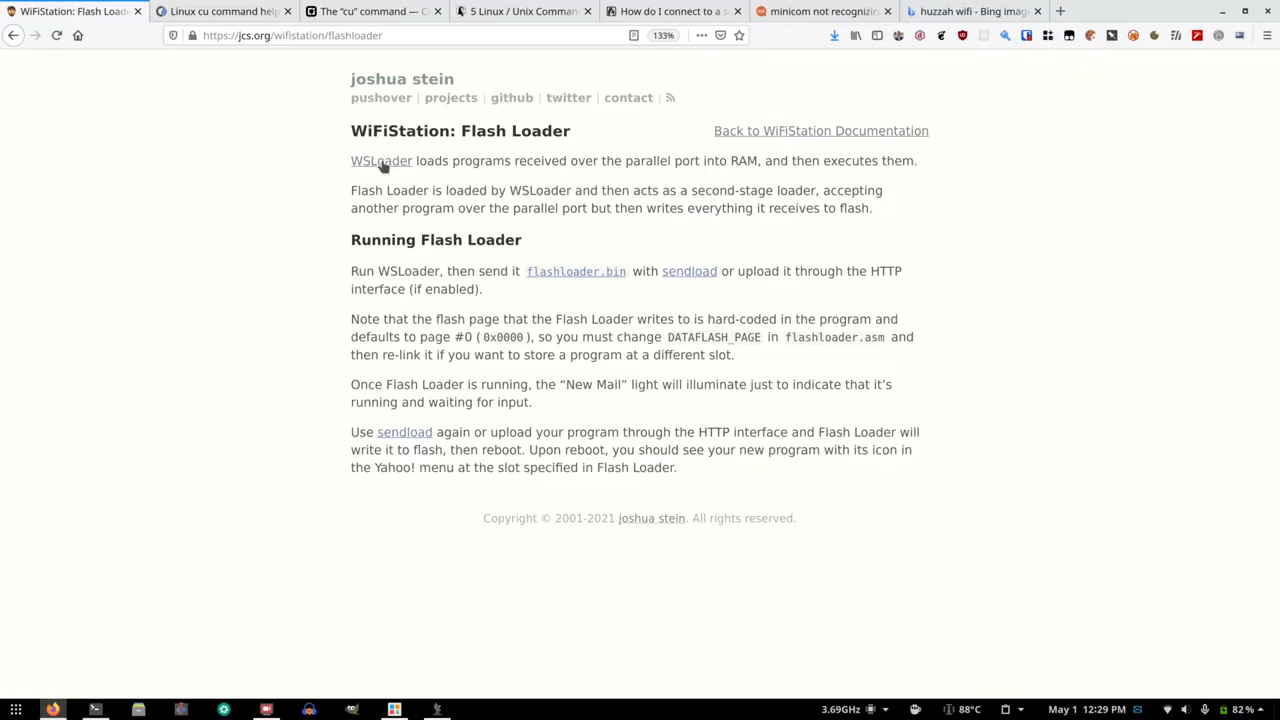 WiFiStation: Flash Loade
Linux cu command help
The "cu" command — C
5 Linux / Unix Comman
How do I connect to a s
minicom not recogniziny
huzzah wifi - Bing imag
https://jcs.org/wifistation/flashloader
133%
joshua stein
pushover | projects | github | twitter | contact |
WiFiStation: Flash Loader
Back to WiFiStation Documentation
WSLoader loads programs received over the parallel port into RAM, and then executes them.
Flash Loader is loaded by WSLoader and then acts as a second-stage loader, accepting
another program over the parallel port but then writes everything it receives to flash.
Running Flash Loader
Run WSLoader, then send it flashloader.bin with sendload or upload it through the HTTP
interface (if enabled).
Note that the flash page that the Flash Loader writes to is hard-coded in the program and
defaults to page #0 (0x0000), so you must change DATAFLASH_PAGE in flashloader.asm and
then re-link it if you want to store a program at a different slot.
Once Flash Loader is running, the “New Mail” light will illuminate just to indicate that it’s
running and waiting for input.
Use sendload again or upload your program through the HTTP interface and Flash Loader will
write it to flash, then reboot. Upon reboot, you should see your new program with its icon in
the Yahoo! menu at the slot specified in Flash Loader.
Copyright © 2001-2021 joshua stein. All rights reserved.
3.69GHz
88°C
May 1 12:29 PM
82 %